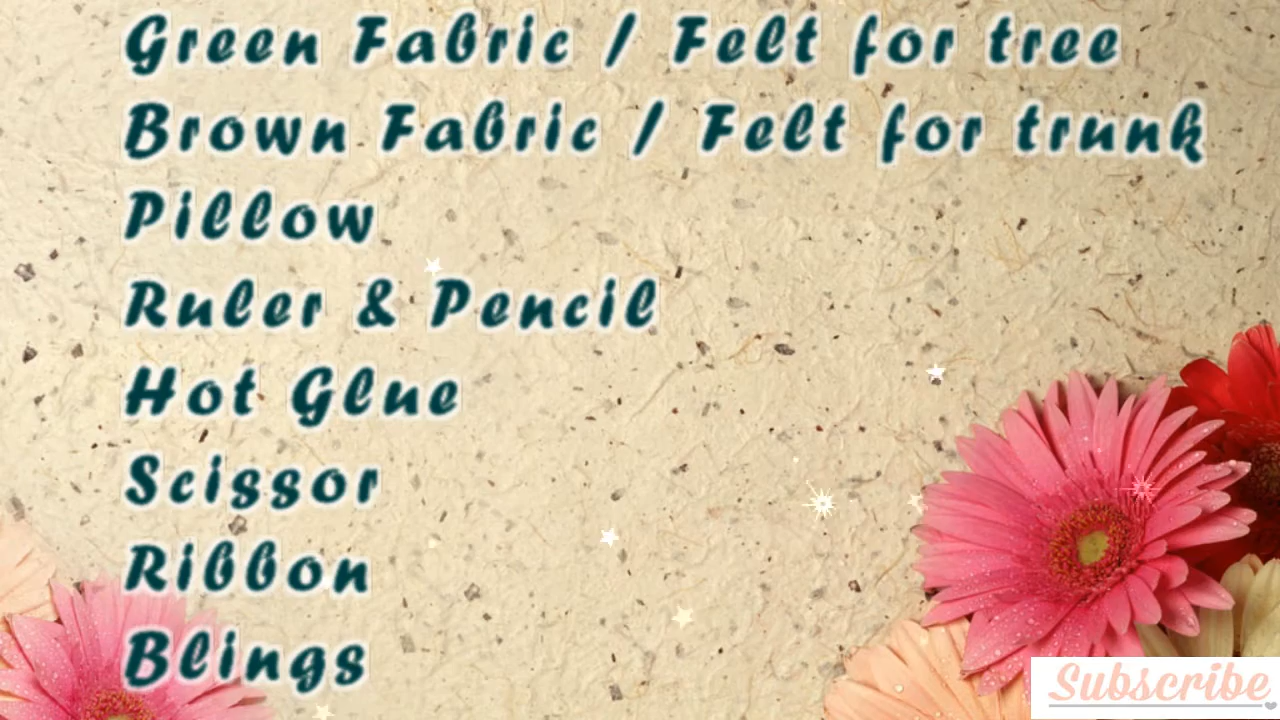 Green Fabric / Felt for tree
Brown Fabric / Felt for trunk
Pillow
Ruler & Pencil
Hot Glue
Scissor
Ribbon
Blings
Subscribe